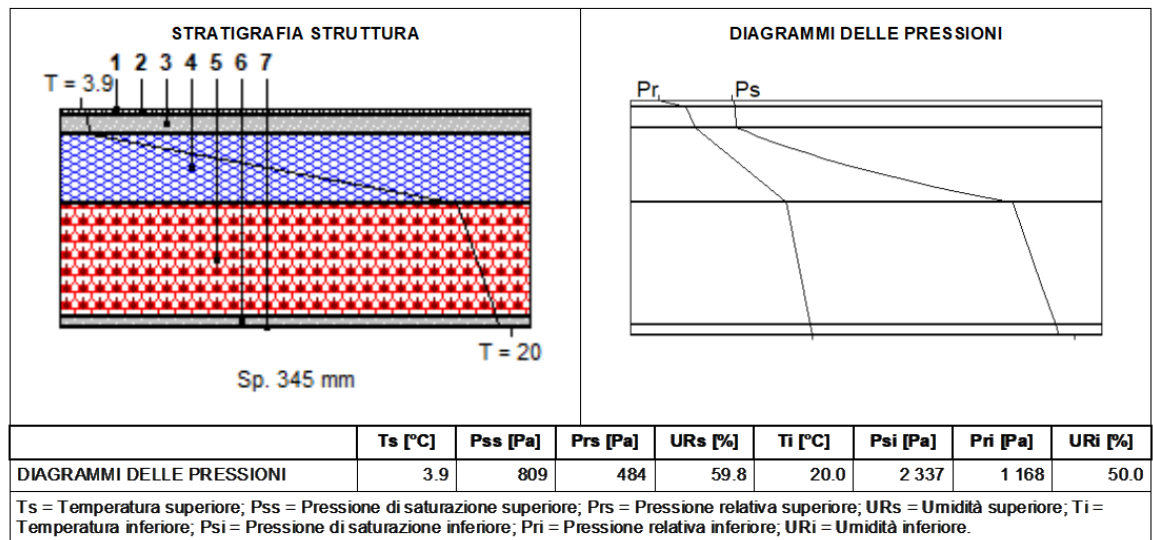 STRATIGRAFIA STRUTTURA
1 2 3 4 5 6 7
T = 3.9
T = 20
Sp. 345 mm
DIAGRAMMI DELLE PRESSIONI
Pr Ps
Ts [°C] Pss [Pa] Prs [Pa] URs [%] Ti [°C] Psi [Pa] Pri [Pa] URi [%]
DIAGRAMMI DELLE PRESSIONI 3.9 809 484 59.8 20.0 2 337 1 168 50.0
Ts = Temperatura superiore; Pss = Pressione di saturazione superiore; Prs = Pressione relativa superiore; URs = Umidità superiore; Ti =
Temperatura inferiore; Psi = Pressione di saturazione inferiore; Pri = Pressione relativa inferiore; URi = Umidità inferiore.